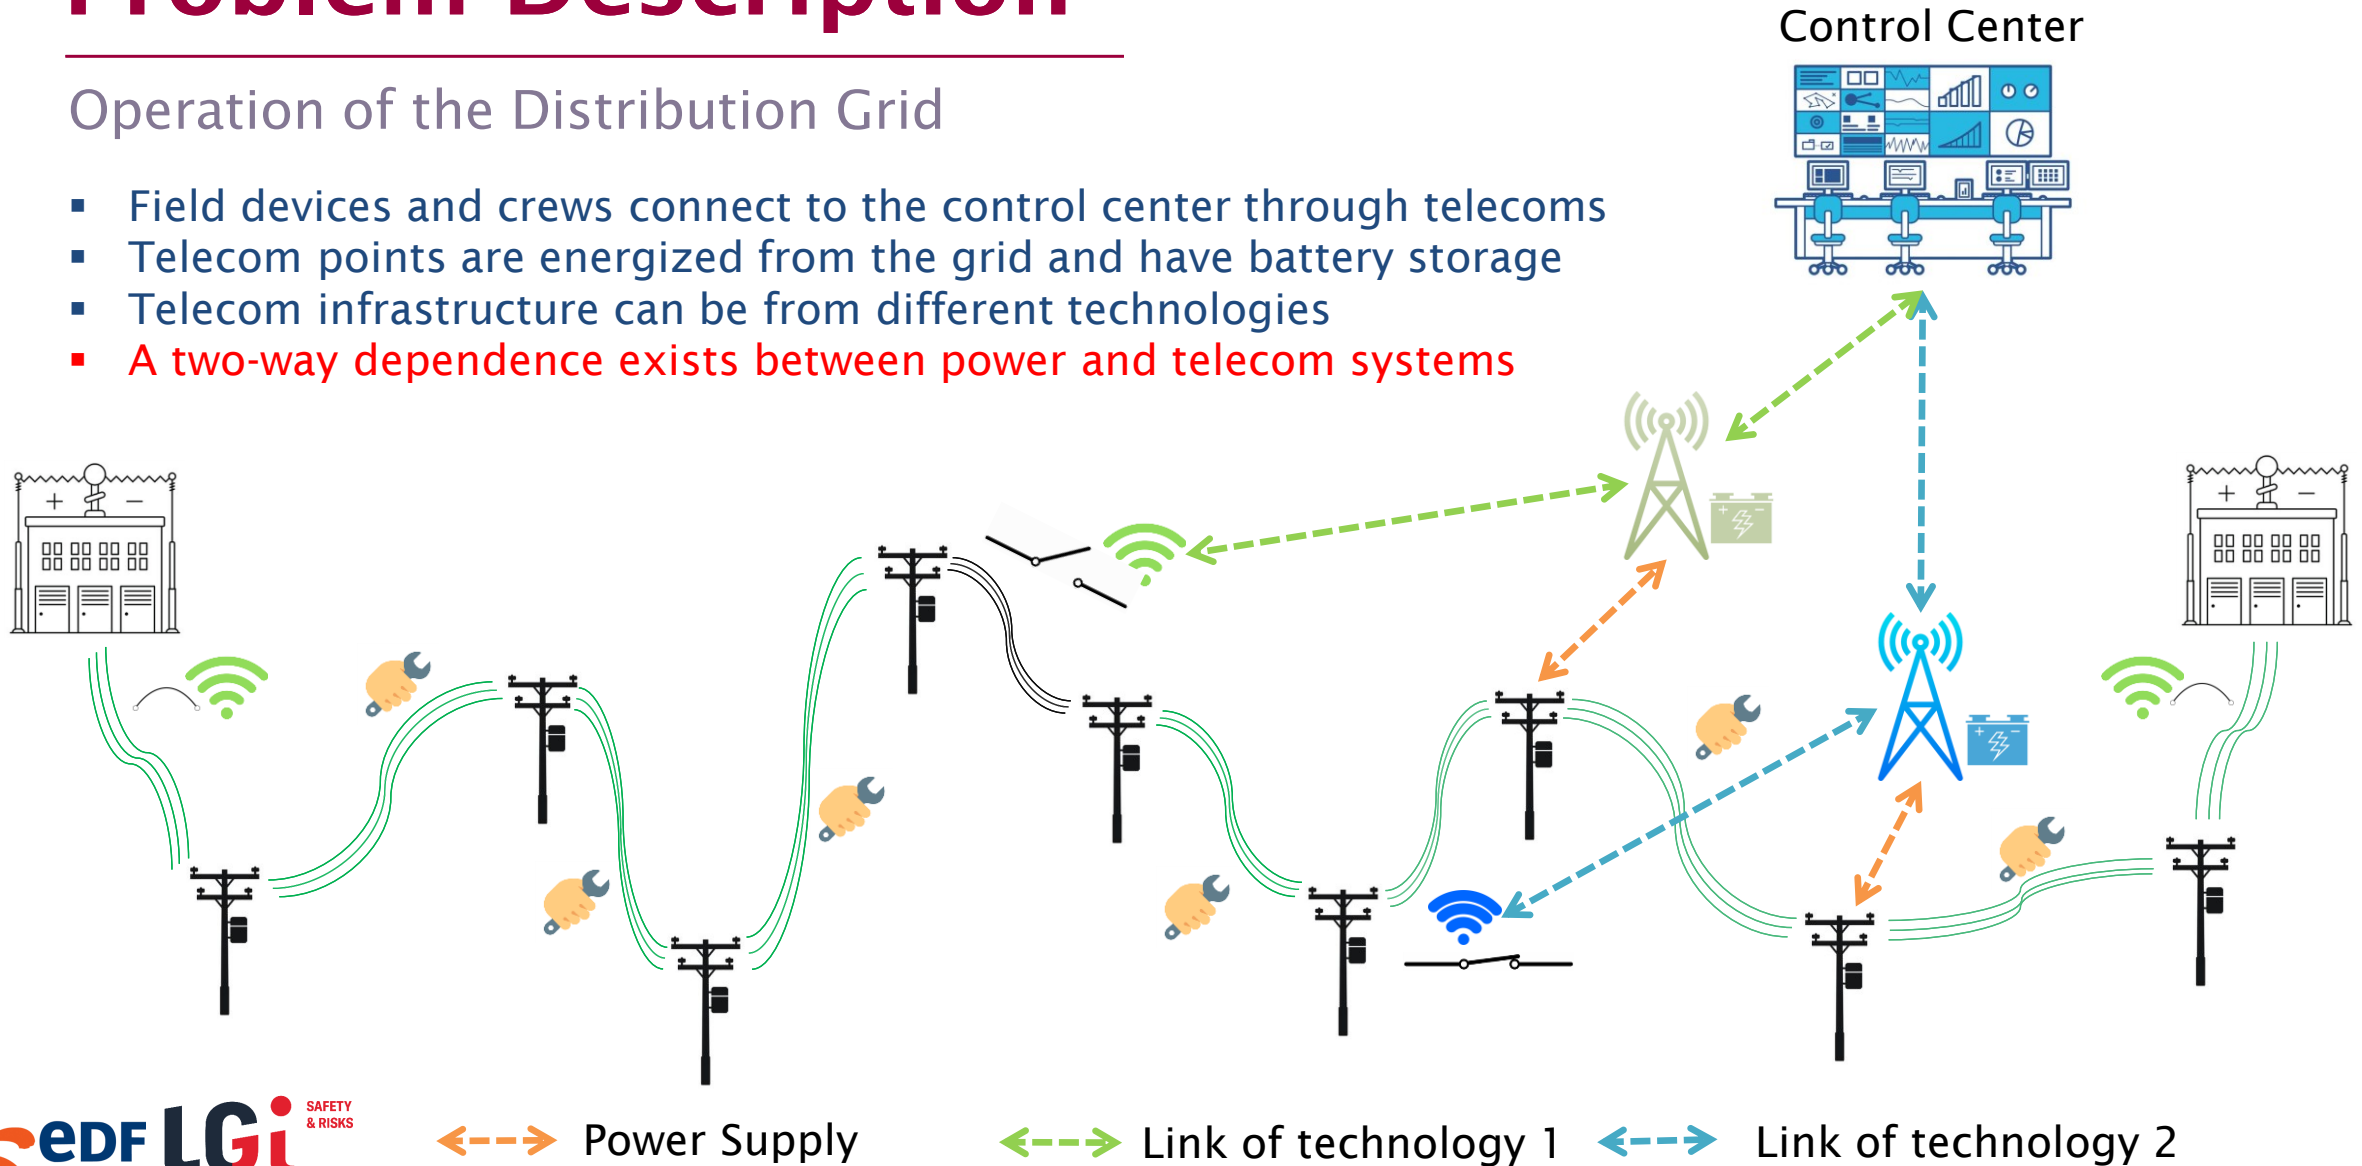 Problem Description
Control Center
Operation of the Distribution Grid
▪ Field devices and crews connect to the control center through telecoms
▪ Telecom points are energized from the grid and have battery storage
▪ Telecom infrastructure can be from different technologies
▪ A two-way dependence exists between power and telecom systems
eDF LGi SAFETY
& RISKS
Power Supply
Link of technology 1
Link of technology 2